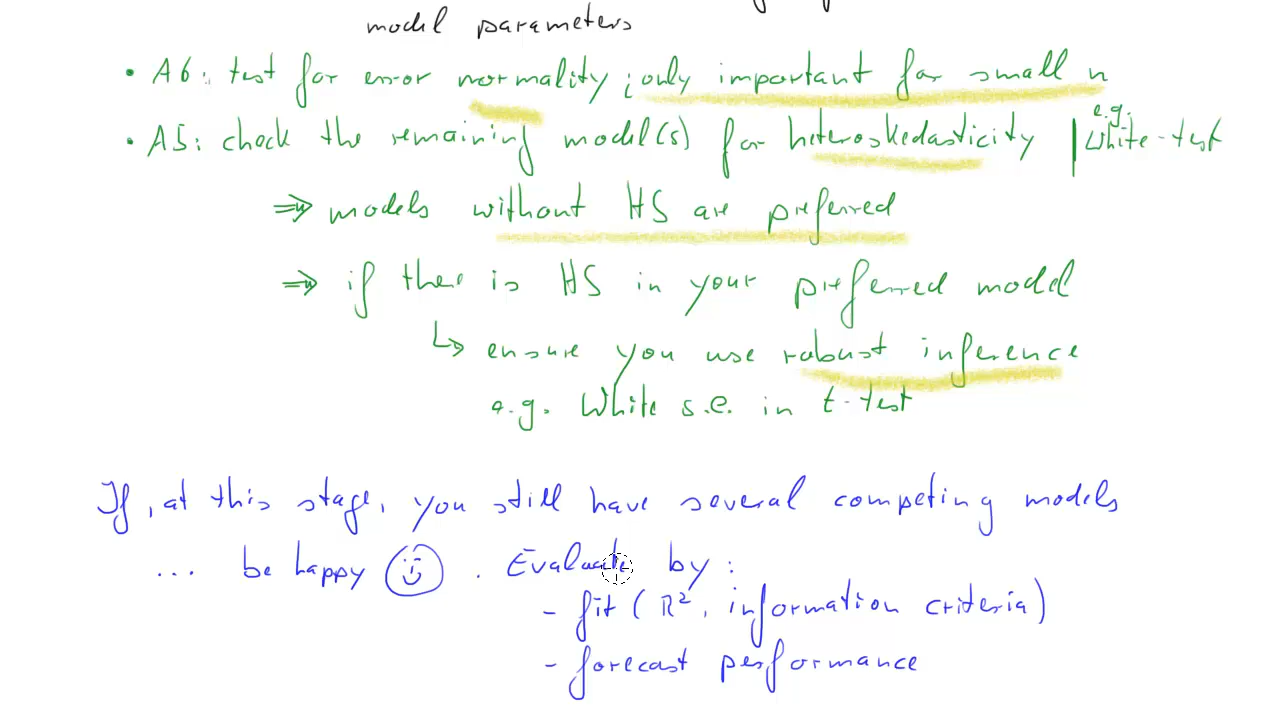 model parameters
• A6: test for error normality ; only important for small n
• A5: check the remaining model(s) for heteroskedasticity | e.g. White-test
⇒ models without HS are preferred
⇒ if there is HS in your preferred model
↳ ensure you use robust inference
e.g. White s.e. in t-test
If, at this stage, you still have several competing models
... be happy ☺ . Evaluate by:
- fit (R², information criteria)
- forecast performance